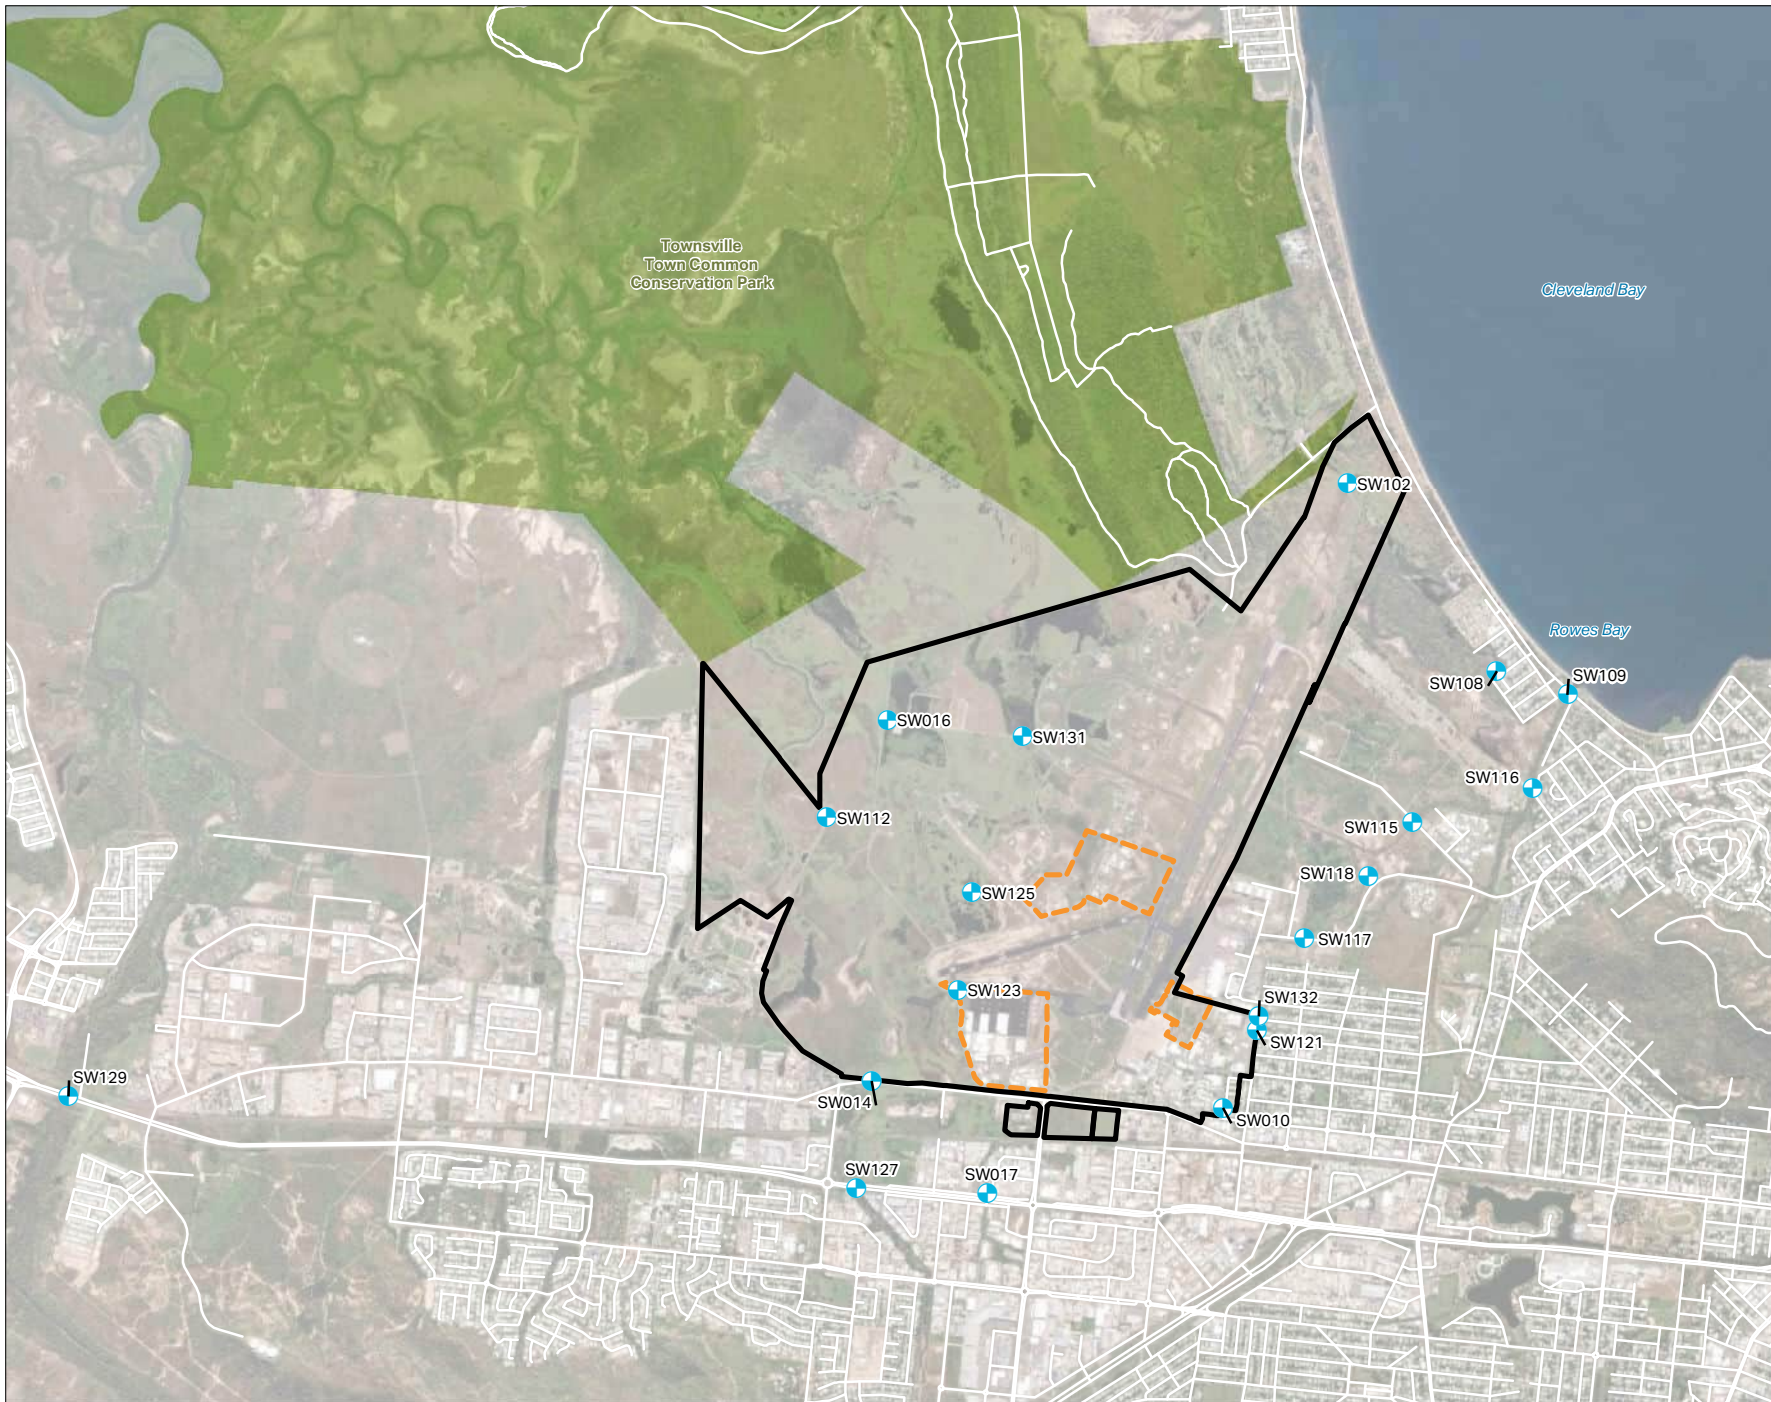 Townsville
Town Common
Conservation Park
Cleveland Bay
SW102
Rowes Bay
SW108
SW109
SW016
SW131
SW116
SW112
SW115
SW118
SW125
SW117
SW123
SW132
SW121
SW129
SW014
SW010
SW127
SW017